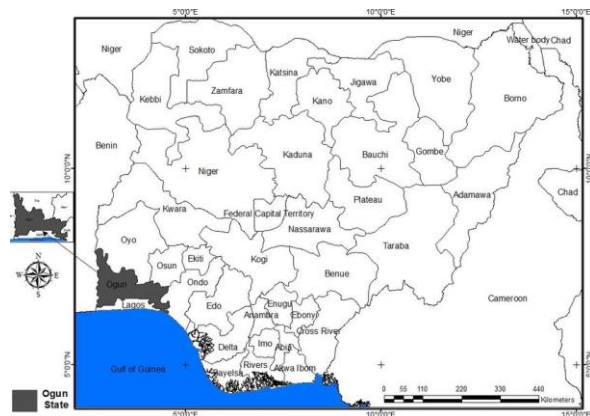 5°0'0"E 10°0'0"E 15°0'0"E
Niger
Water body
Chad
Niger
Sokoto
Katsina
Jigawa
Yobe
Borno
Zamfara
Kebbi
Kano
Benin
Kaduna
Bauchi
Gombe
10°0'0"N
10°0'0"N
Niger
Adamawa
Chad
Plateau
Kwara
Federal Capital Territory
Nassarawa
Oyo
Taraba
Osun
Ekiti
Kogi
Benue
N
W E
S
Ogun
Ondo
Cameroon
Lagos
Edo
Enugu
Anambra
Ebonyi
Cross River
Delta
Imo
Abia
Gulf of Guinea
Bayelsa
Rivers
Akwa Ibom
5°0'0"N
5°0'0"N
0 55 110 220 330 440
Kilometers
Ogun
State
5°0'0"E 10°0'0"E 15°0'0"E